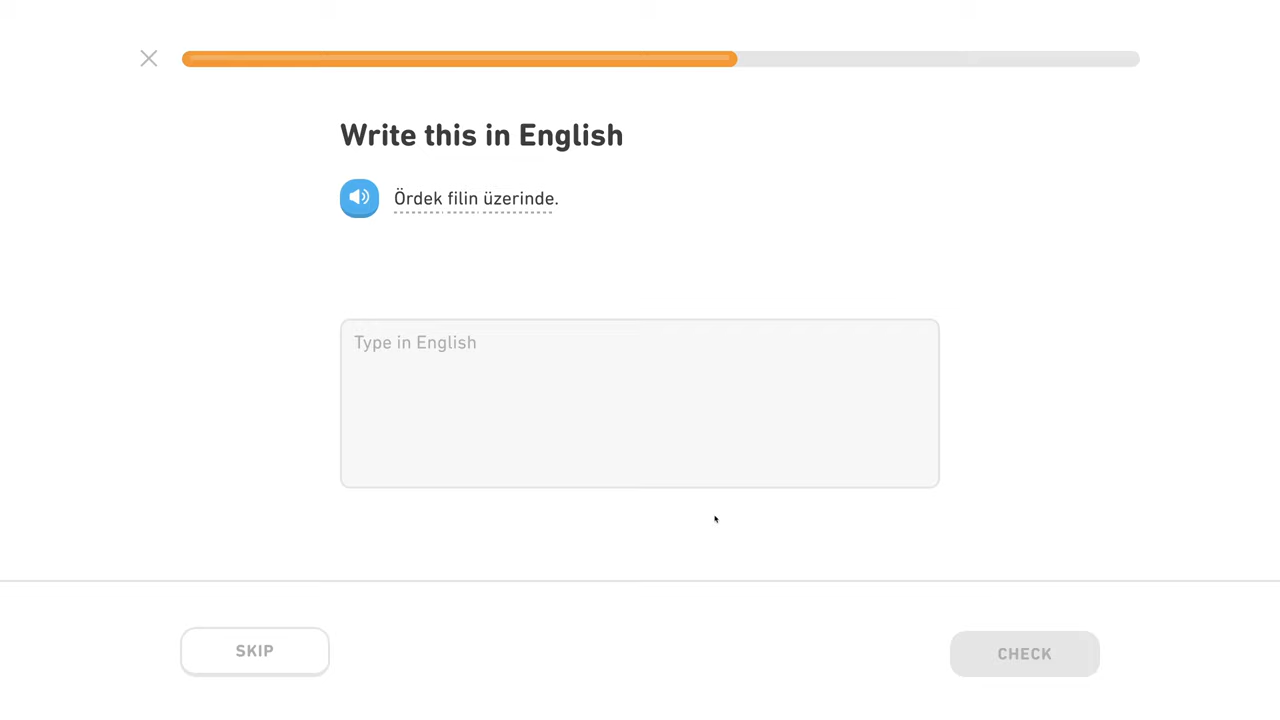 Write this in English
Ördek filin üzerinde.
Type in English
SKIP
CHECK